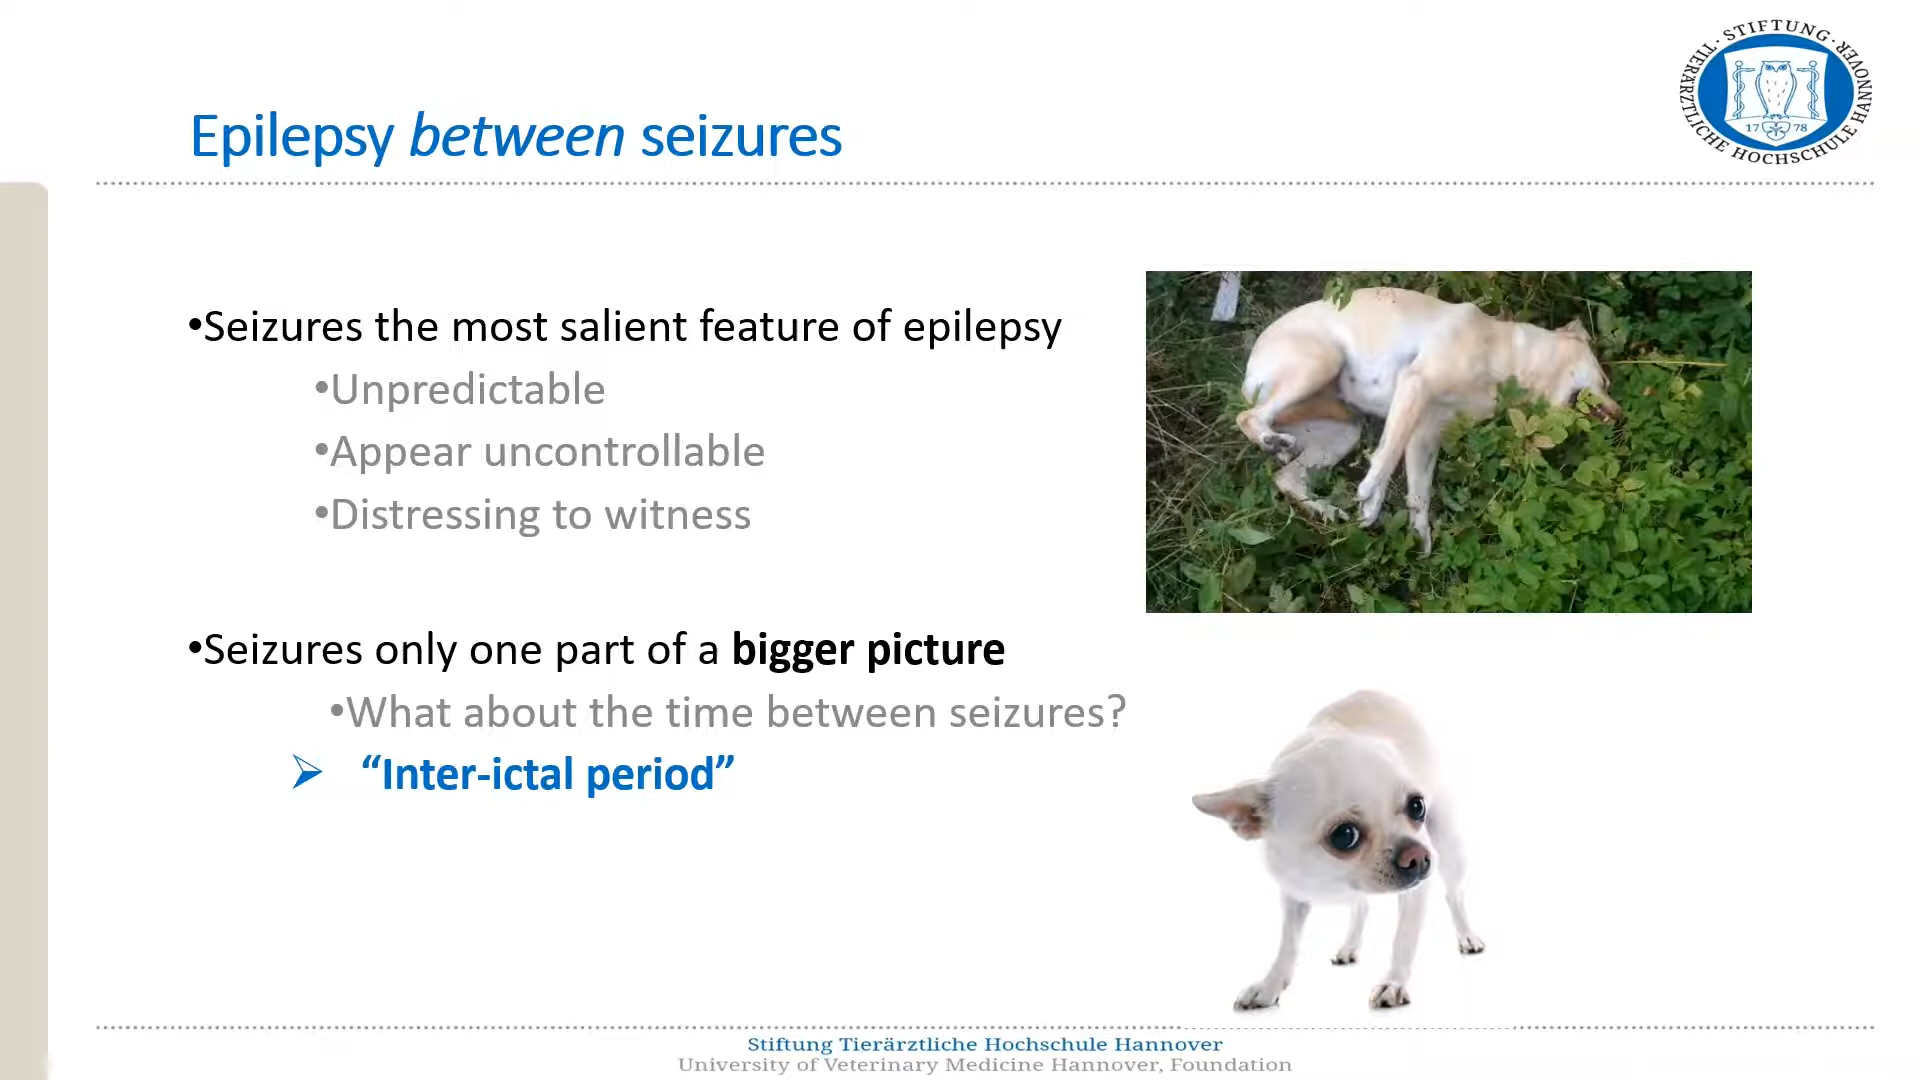 STIFTUNG · TIERÄRZTLICHE HOCHSCHULE HANNOVER ·
17 78
Epilepsy between seizures
•Seizures the most salient feature of epilepsy
•Unpredictable
•Appear uncontrollable
•Distressing to witness
•Seizures only one part of a bigger picture
•What about the time between seizures?
➢ “Inter-ictal period”
Stiftung Tierärztliche Hochschule Hannover
University of Veterinary Medicine Hannover, Foundation